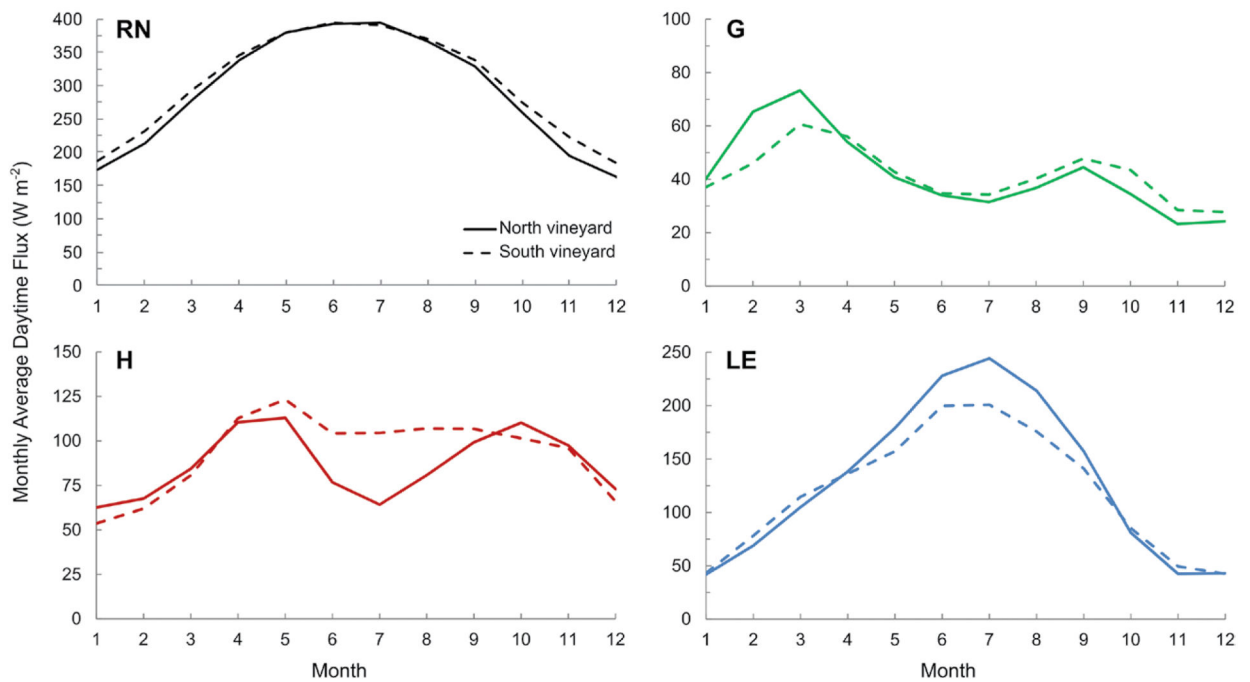 Monthly Average Daytime Flux (W m⁻²)
RN
400
350
300
250
200
150
100
50
0
North vineyard
South vineyard
1 2 3 4 5 6 7 8 9 10 11 12
G
100
80
60
40
20
0
1 2 3 4 5 6 7 8 9 10 11 12
H
150
125
100
75
50
25
0
1 2 3 4 5 6 7 8 9 10 11 12
Month
LE
250
200
150
100
50
0
1 2 3 4 5 6 7 8 9 10 11 12
Month